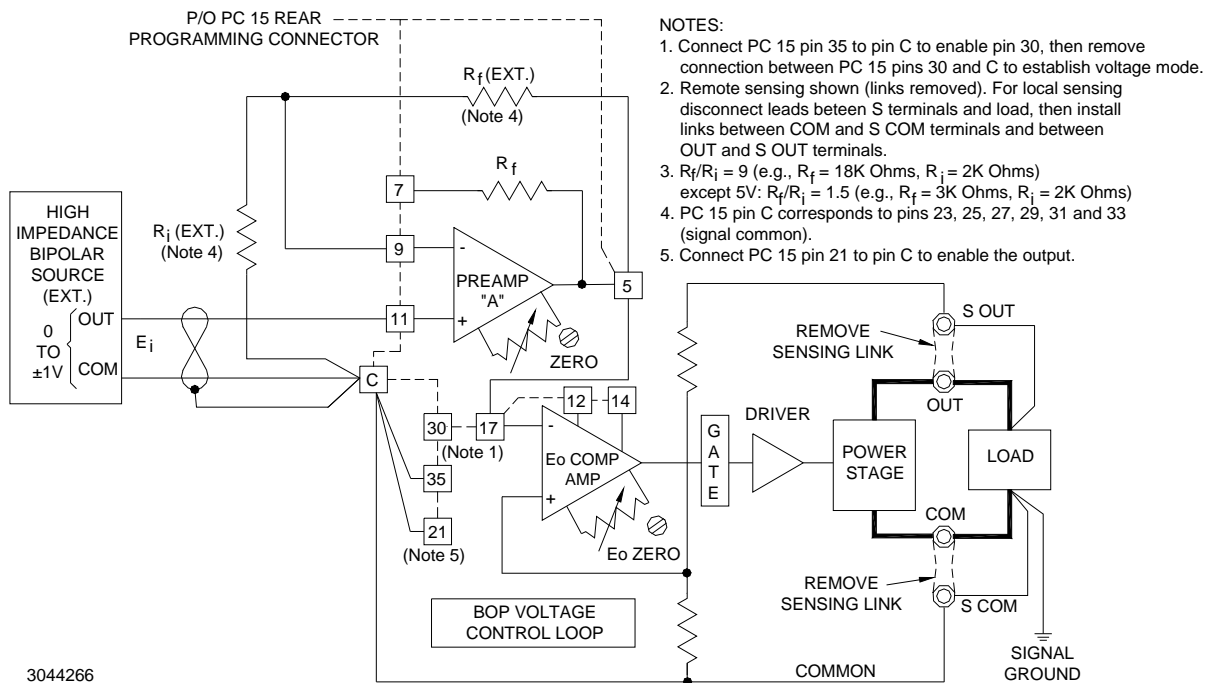 P/O PC 15 REAR
PROGRAMMING CONNECTOR
NOTES:
1. Connect PC 15 pin 35 to pin C to enable pin 30, then remove
connection between PC 15 pins 30 and C to establish voltage mode.
2. Remote sensing shown (links removed). For local sensing
disconnect leads beteen S terminals and load, then install
links between COM and S COM terminals and between
OUT and S OUT terminals.
3. Rf/Ri = 9 (e.g., Rf = 18K Ohms, Ri = 2K Ohms)
except 5V: Rf/Ri = 1.5 (e.g., Rf = 3K Ohms, Ri = 2K Ohms)
4. PC 15 pin C corresponds to pins 23, 25, 27, 29, 31 and 33
(signal common).
5. Connect PC 15 pin 21 to pin C to enable the output.
Rf (EXT.)
(Note 4)
Rf
7
HIGH
IMPEDANCE
BIPOLAR
SOURCE
(EXT.)
OUT
0
TO
±1V
COM
Ei
Ri (EXT.)
(Note 4)
9
-
PREAMP
"A"
11
+
5
ZERO
C
30
17
12
14
(Note 1)
35
21
(Note 5)
-
Eo COMP
AMP
+
Eo ZERO
GATE
DRIVER
POWER
STAGE
LOAD
REMOVE
SENSING LINK
S OUT
OUT
COM
REMOVE
SENSING LINK
S COM
BOP VOLTAGE
CONTROL LOOP
COMMON
SIGNAL
GROUND
3044266